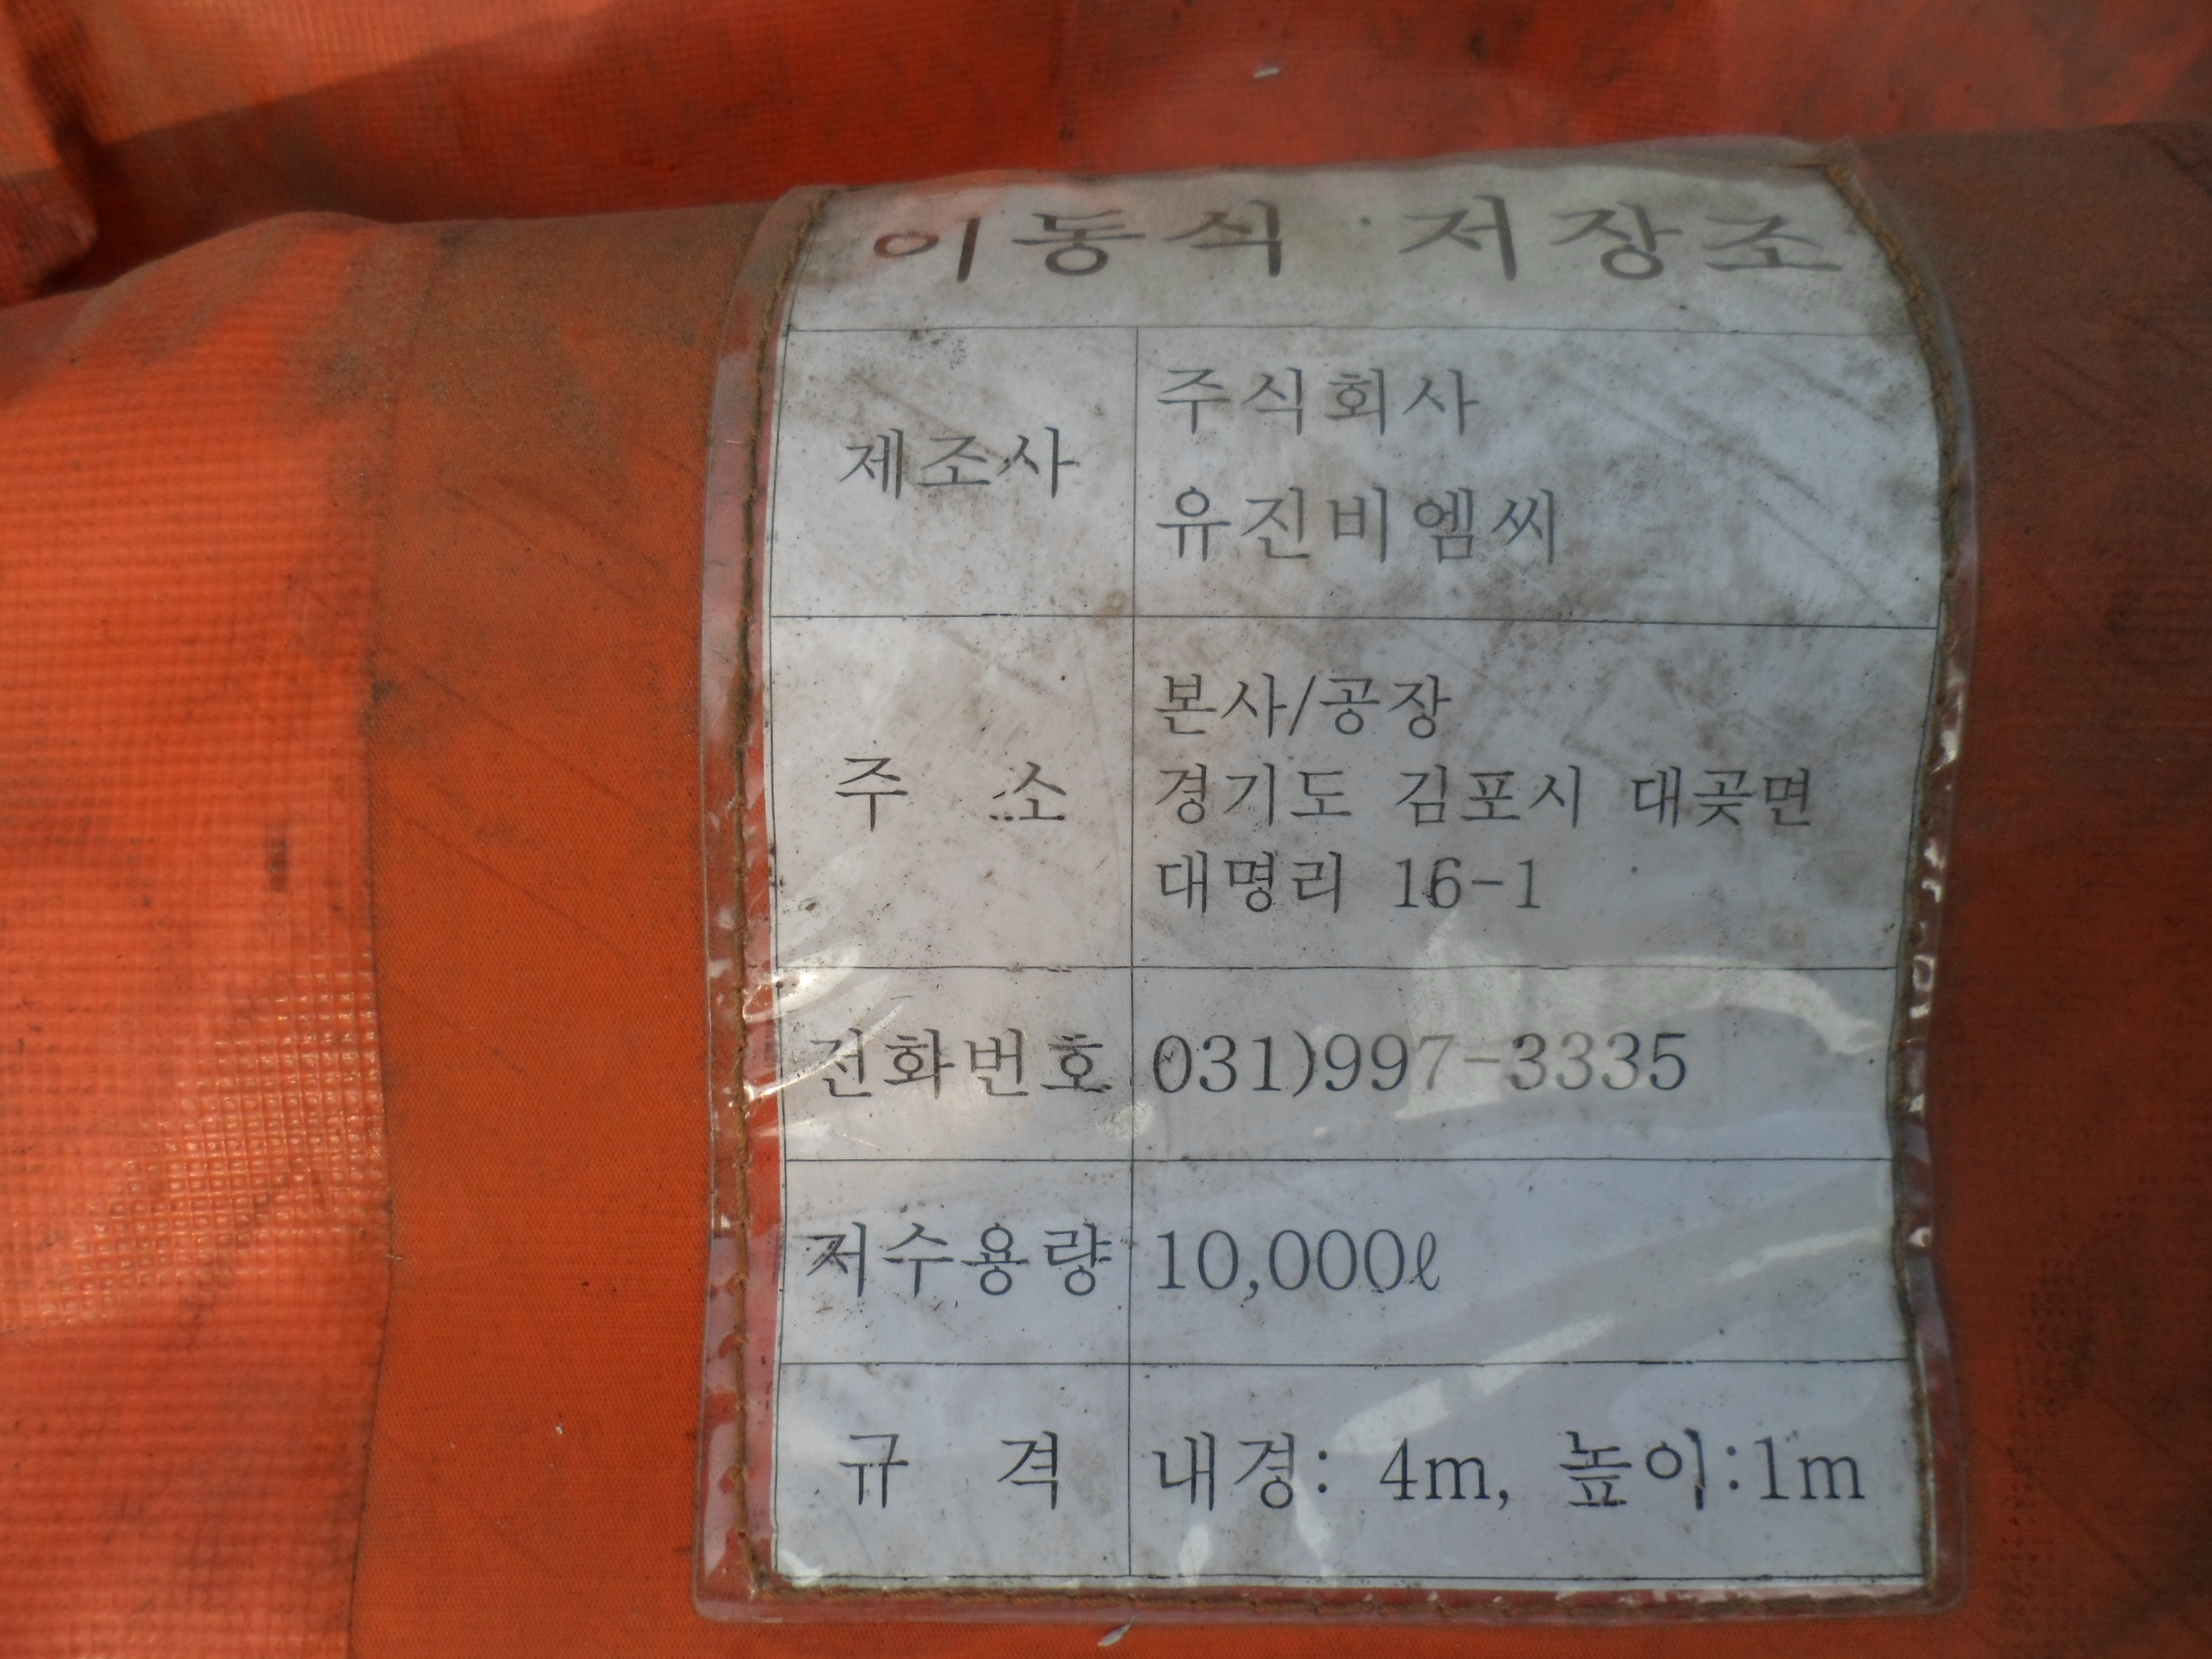 이동식 저장조
제조사
주식회사
유진비엠씨
주 소
본사/공장
경기도 김포시 대곶면
대명리 16-1
전화번호 031)997-3335
저수용량 10,000ℓ
규 격 내경: 4m, 높이:1m